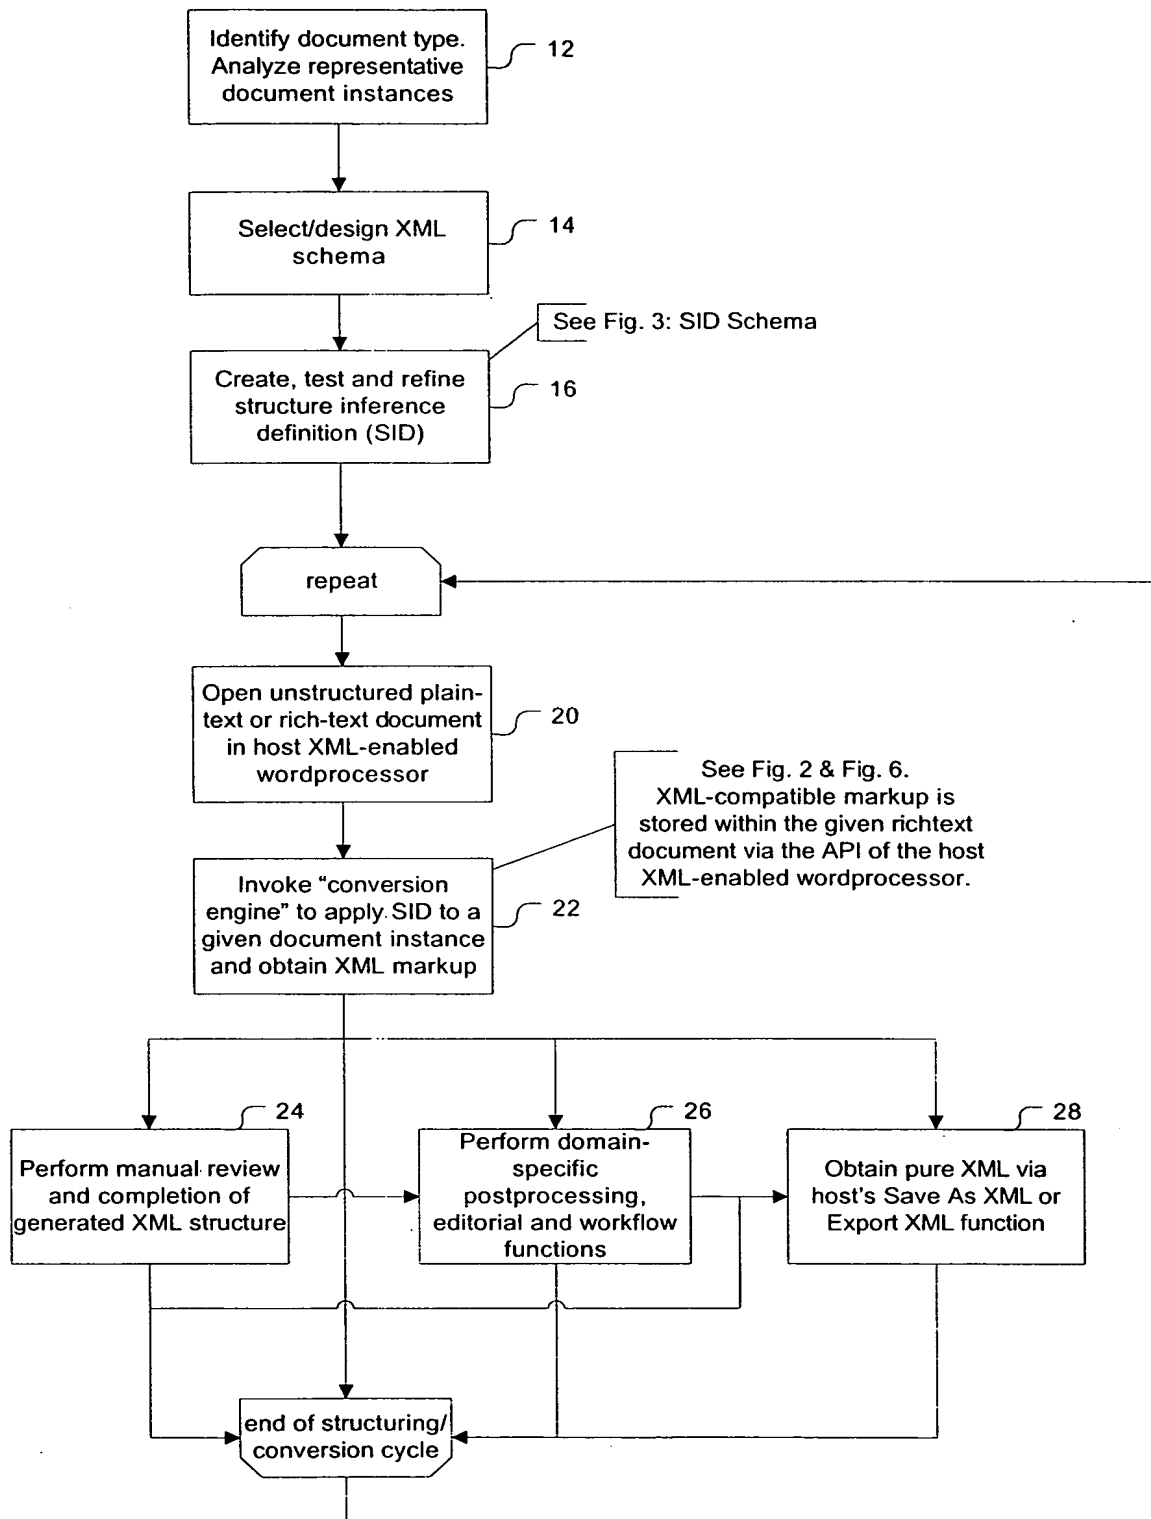 Identify document type.
Analyze representative
document instances
12
Select/design XML
schema
14
See Fig. 3: SID Schema
Create, test and refine
structure inference
definition (SID)
16
repeat
Open unstructured plain-
text or rich-text document
in host XML-enabled
wordprocessor
20
See Fig. 2 & Fig. 6.
XML-compatible markup is
stored within the given richtext
document via the API of the host
XML-enabled wordprocessor.
Invoke “conversion
engine” to apply SID to a
given document instance
and obtain XML markup
22
24
Perform manual review
and completion of
generated XML structure
26
Perform domain-
specific
postprocessing,
editorial and workflow
functions
28
Obtain pure XML via
host's Save As XML or
Export XML function
end of structuring/
conversion cycle